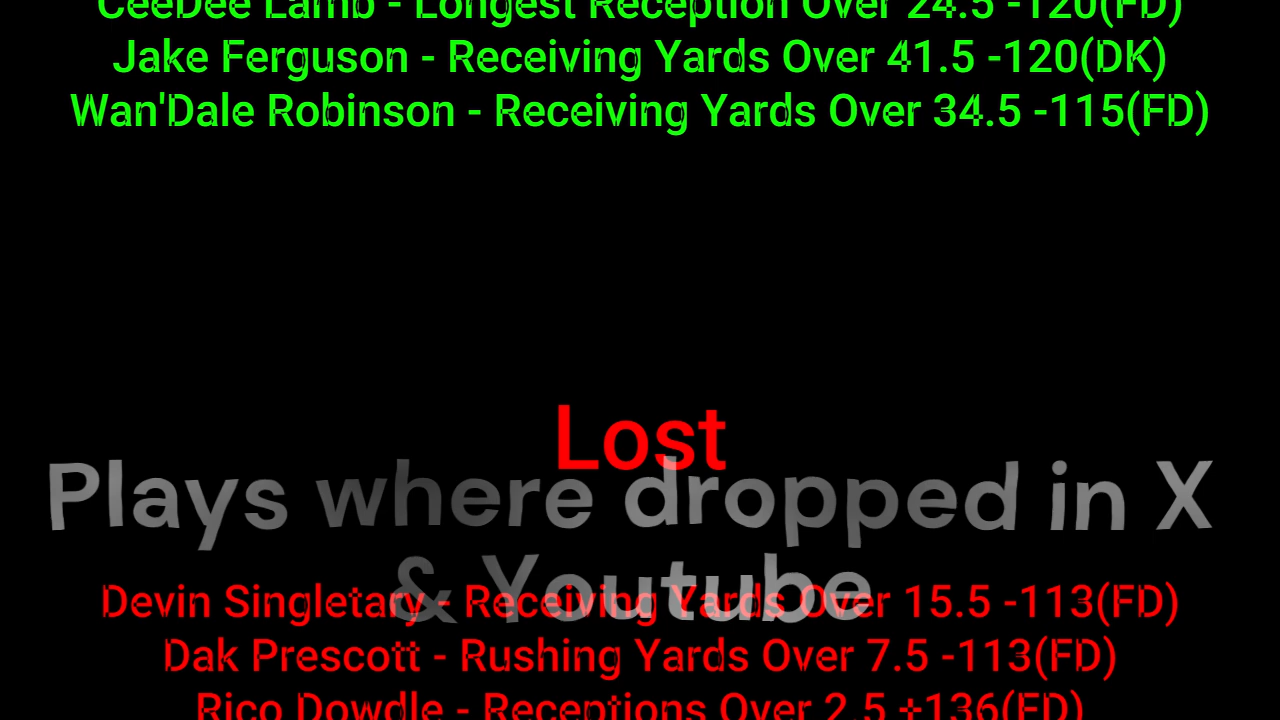 CeeDee Lamb - Longest Reception Over 24.5 -120(FD)
Jake Ferguson - Receiving Yards Over 41.5 -120(DK)
Wan'Dale Robinson - Receiving Yards Over 34.5 -115(FD)
Lost
Plays where dropped in X
& Youtube
Devin Singletary - Receiving Yards Over 15.5 -113(FD)
Dak Prescott - Rushing Yards Over 7.5 -113(FD)
Rico Dowdle - Receptions Over 2.5 +136(FD)